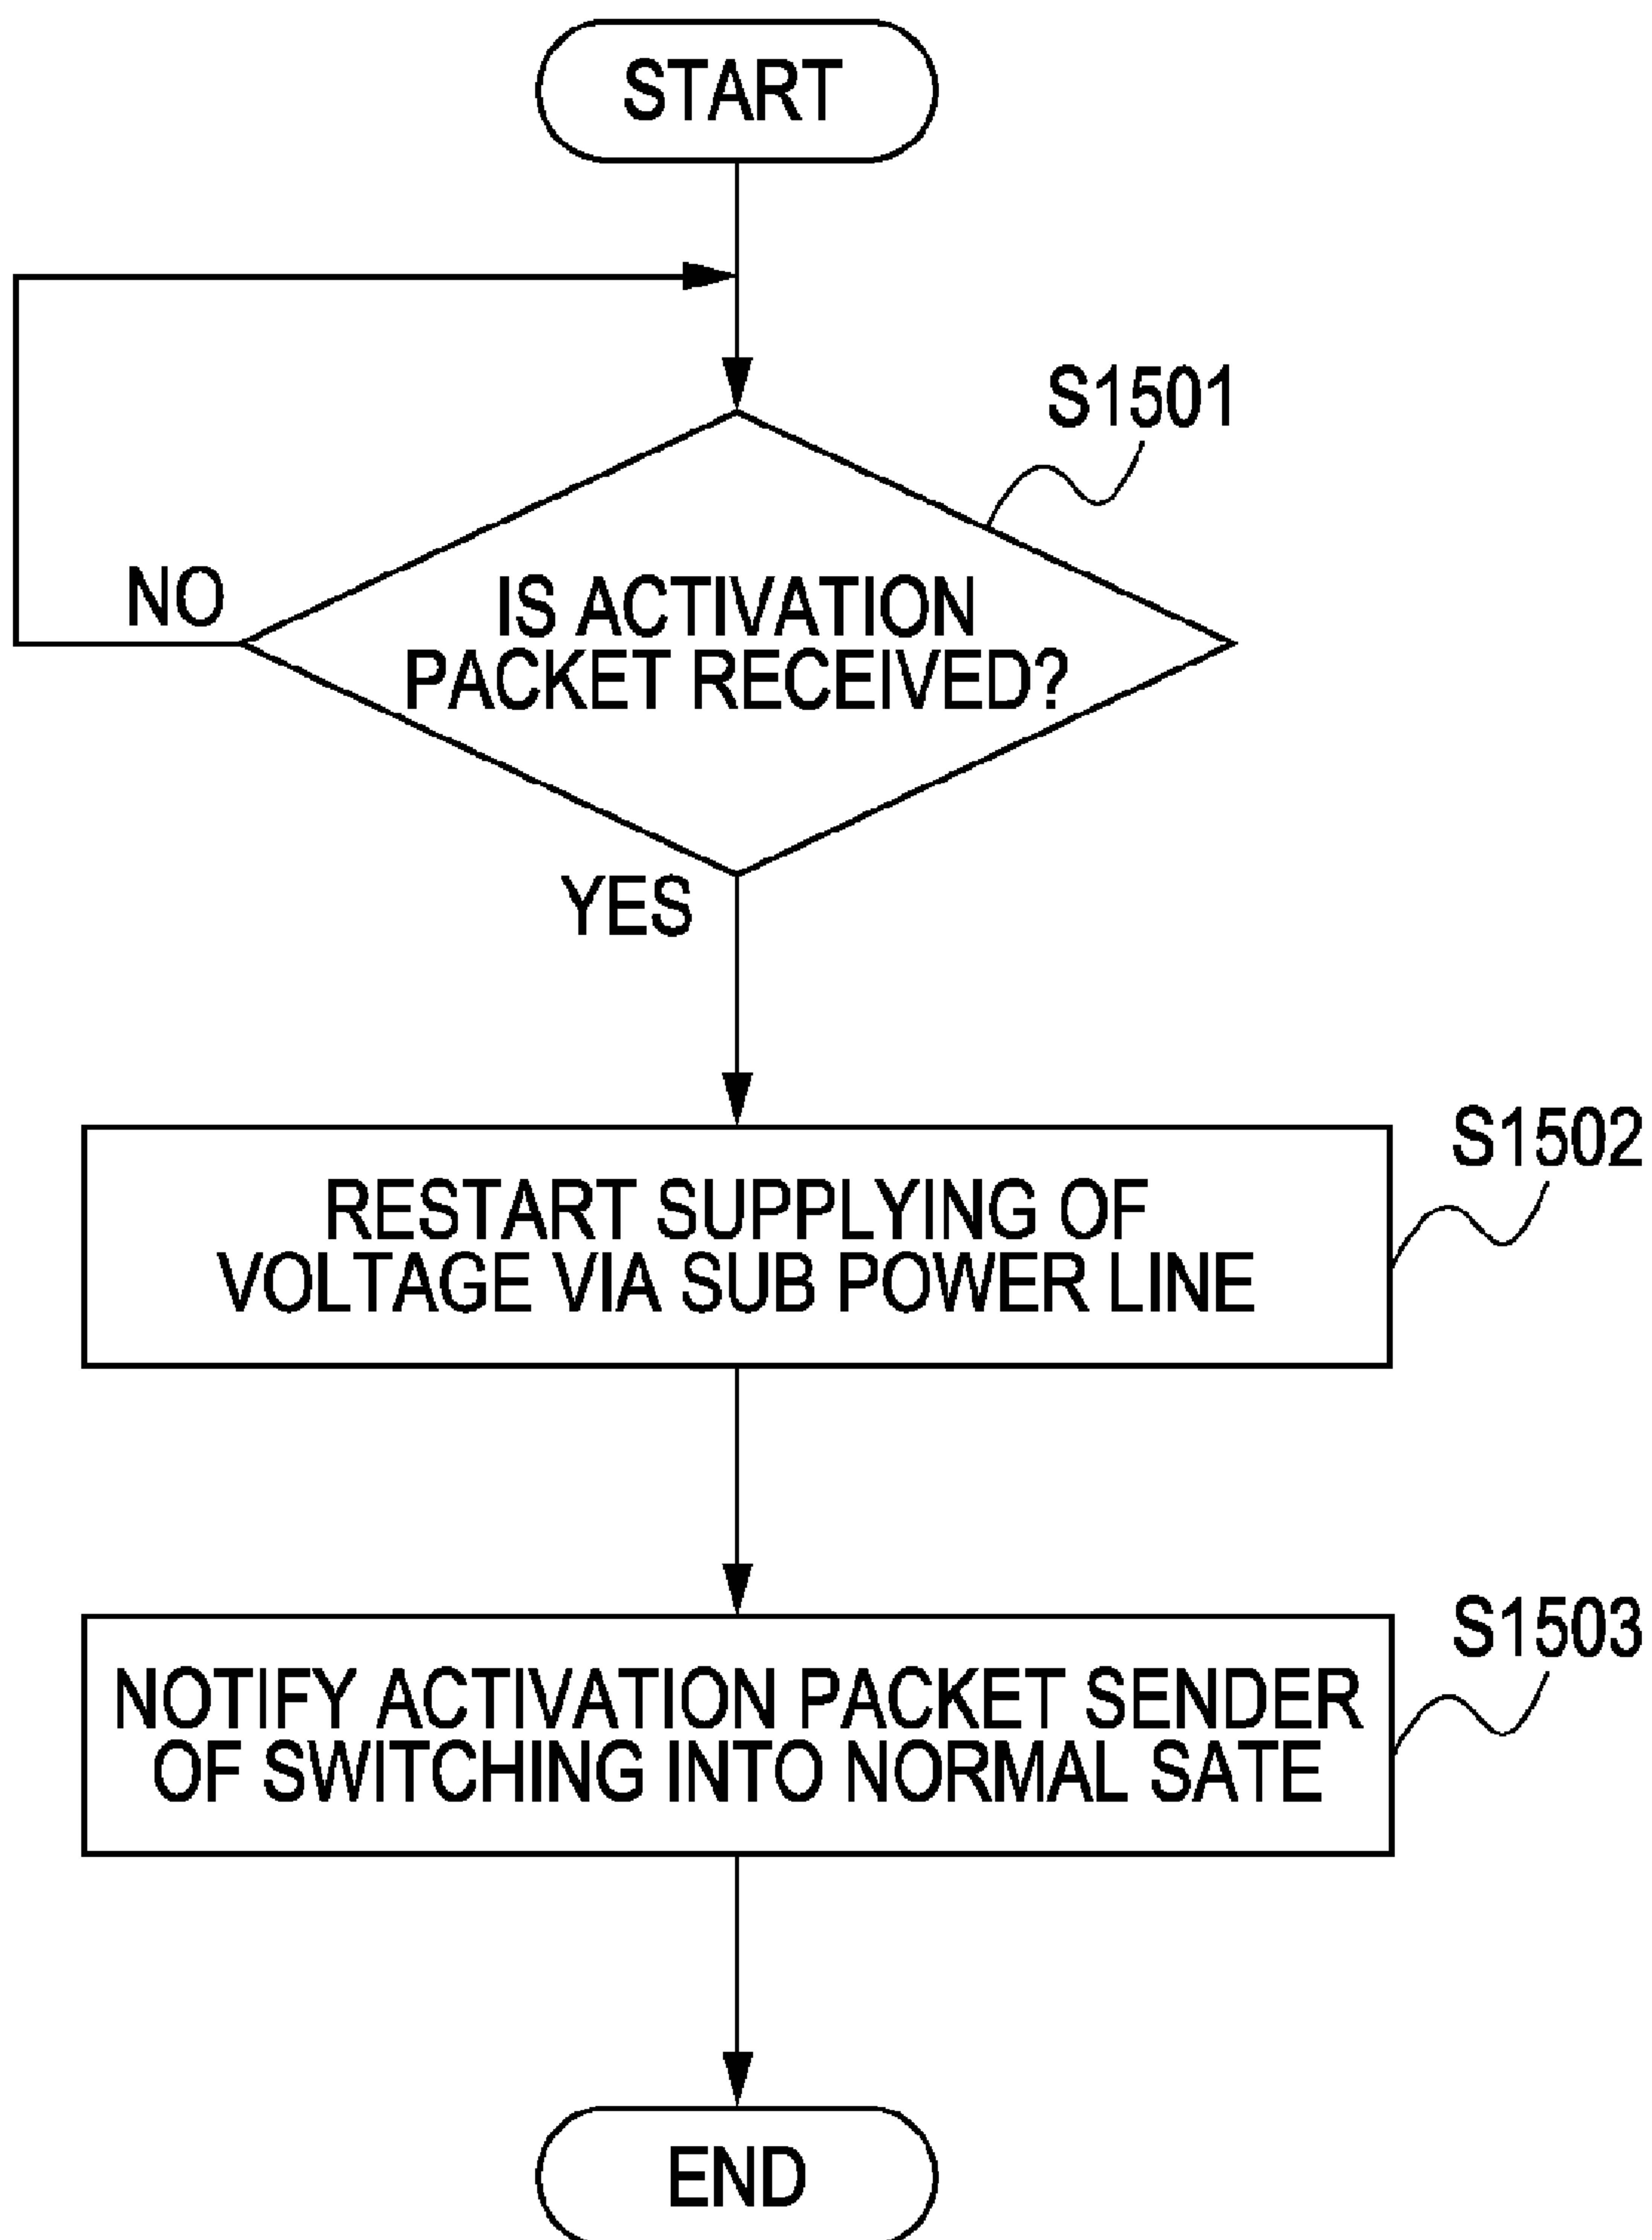 START
S1501
NO
IS ACTIVATION
PACKET RECEIVED?
YES
S1502
RESTART SUPPLYING OF
VOLTAGE VIA SUB POWER LINE
S1503
NOTIFY ACTIVATION PACKET SENDER
OF SWITCHING INTO NORMAL SATE
END